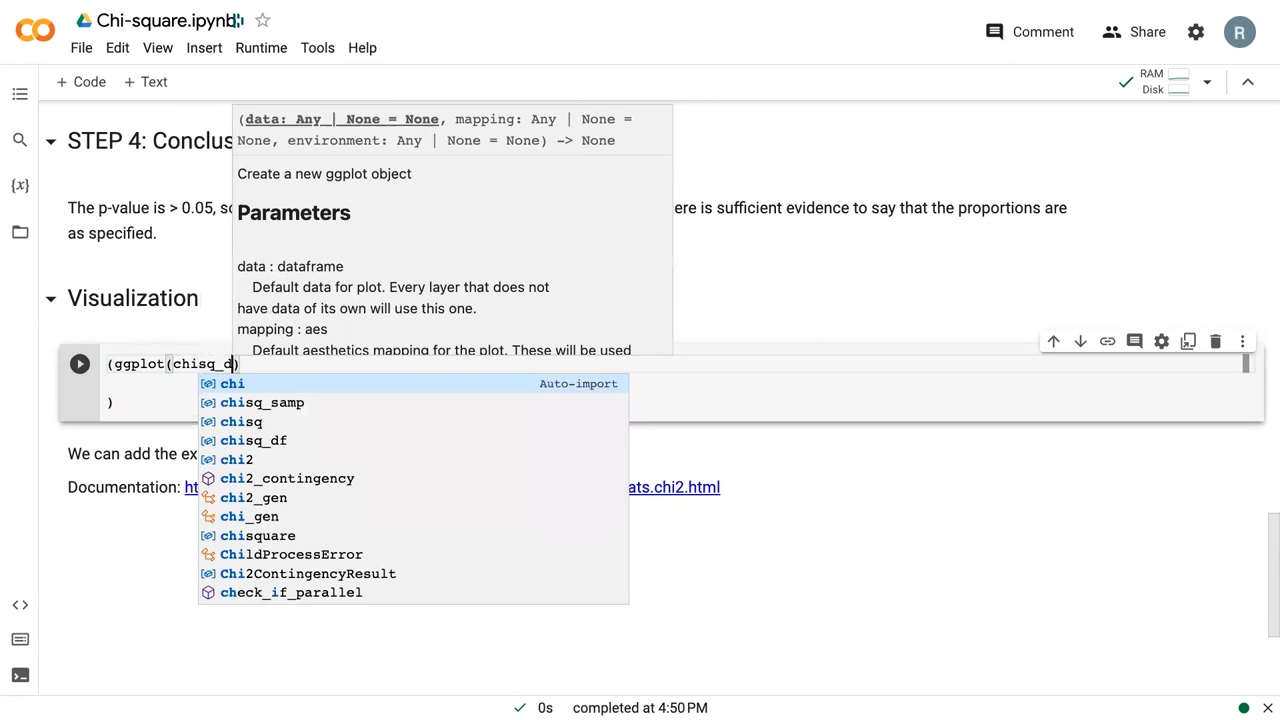 Chi-square.ipynb
File Edit View Insert Runtime Tools Help
Comment
Share
R
+ Code + Text
RAM
Disk
STEP 4: Conclus
(data: Any | None = None, mapping: Any | None =
None, environment: Any | None = None) -> None
Create a new ggplot object
Parameters
The p-value is > 0.05, so
ere is sufficient evidence to say that the proportions are
as specified.
data : dataframe
Default data for plot. Every layer that does not
have data of its own will use this one.
mapping : aes
Default aesthetics mapping for the plot. These will be used
Visualization
(ggplot(chisq_d)
)
chi Auto-import
chisq_samp
chisq
chisq_df
chi2
chi2_contingency
chi2_gen
chi_gen
chisquare
ChildProcessError
Chi2ContingencyResult
check_if_parallel
We can add the ex
Documentation: ht
ats.chi2.html
0s completed at 4:50 PM